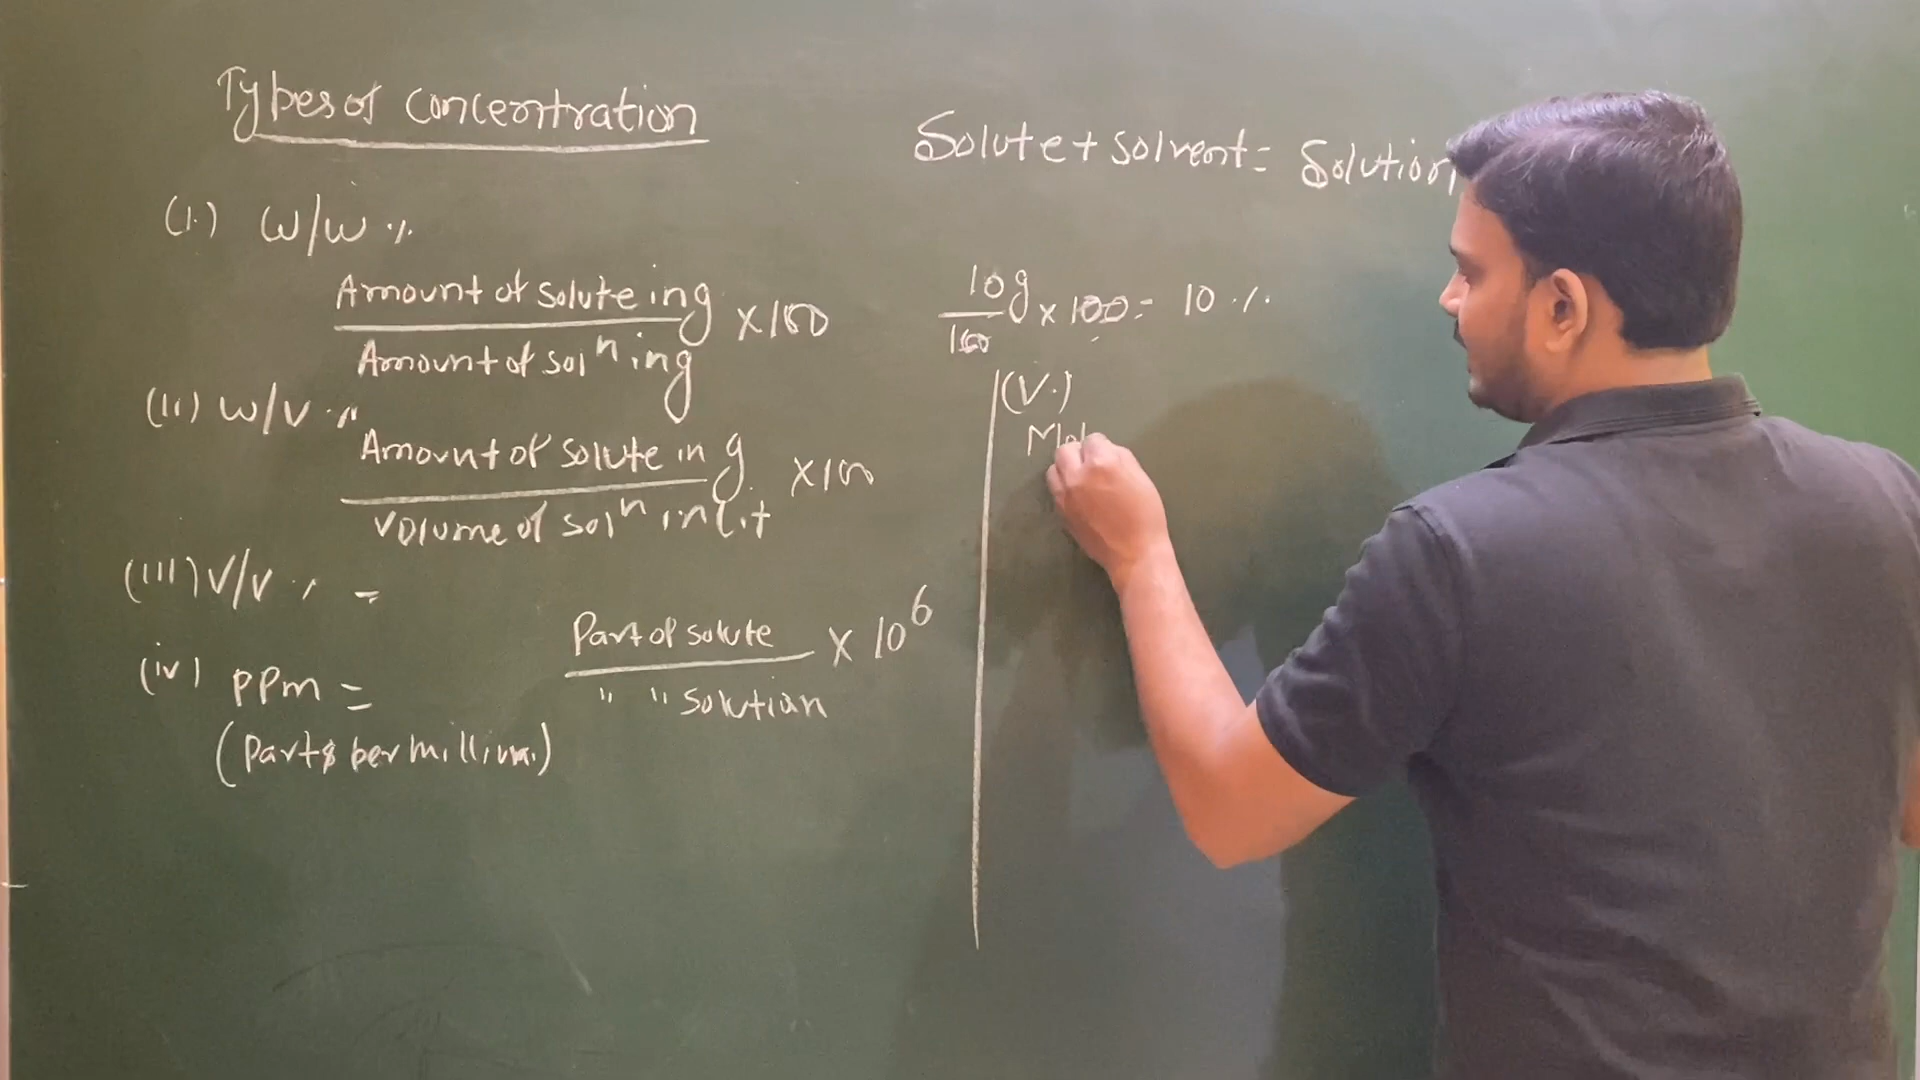 Types of concentration
Solute + solvent = Solution
(i.) W/W %
Amount of solute in g × 100
Amount of solⁿ in g
(ii) W/V %
Amount of solute in g × 100
volume of solⁿ in Lit
(iii) V/V % =
(iv) PPm = Part of solute × 10⁶
" " solution
(Parts per millium.)
10g × 100 = 10 %
100
(V.)
Mol